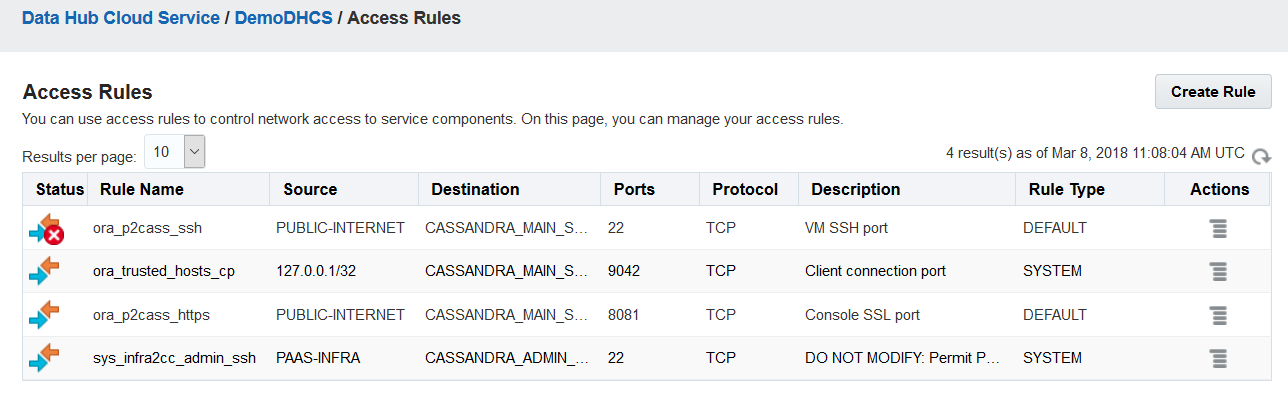 Data Hub Cloud Service / DemoDHCS / Access Rules
Access Rules
Create Rule
You can use access rules to control network access to service components. On this page, you can manage your access rules.
Results per page: 10
4 result(s) as of Mar 8, 2018 11:08:04 AM UTC
Status Rule Name Source Destination Ports Protocol Description Rule Type Actions
ora_p2cass_ssh PUBLIC-INTERNET CASSANDRA_MAIN_S... 22 TCP VM SSH port DEFAULT
ora_trusted_hosts_cp 127.0.0.1/32 CASSANDRA_MAIN_S... 9042 TCP Client connection port SYSTEM
ora_p2cass_https PUBLIC-INTERNET CASSANDRA_MAIN_S... 8081 TCP Console SSL port DEFAULT
sys_infra2cc_admin_ssh PAAS-INFRA CASSANDRA_ADMIN_... 22 TCP DO NOT MODIFY: Permit P... SYSTEM